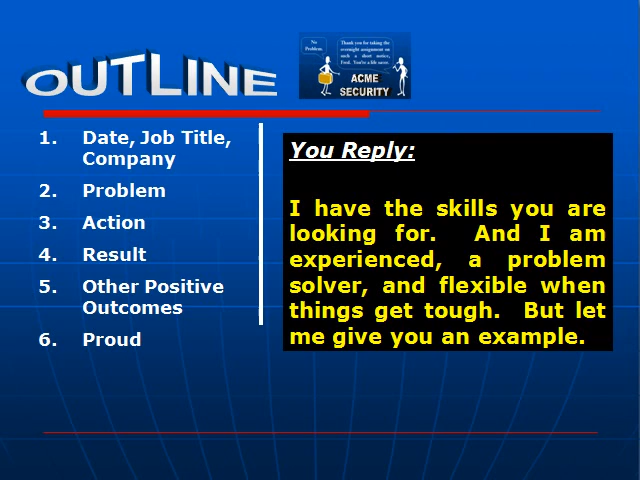 OUTLINE
No
Problem.
Thank you for taking the
overnight assignment on
such a short notice,
Fred. You're a life saver.
ACME
SECURITY
1. Date, Job Title,
Company
2. Problem
3. Action
4. Result
5. Other Positive
Outcomes
6. Proud
You Reply:
I have the skills you are
looking for. And I am
experienced, a problem
solver, and flexible when
things get tough. But let
me give you an example.